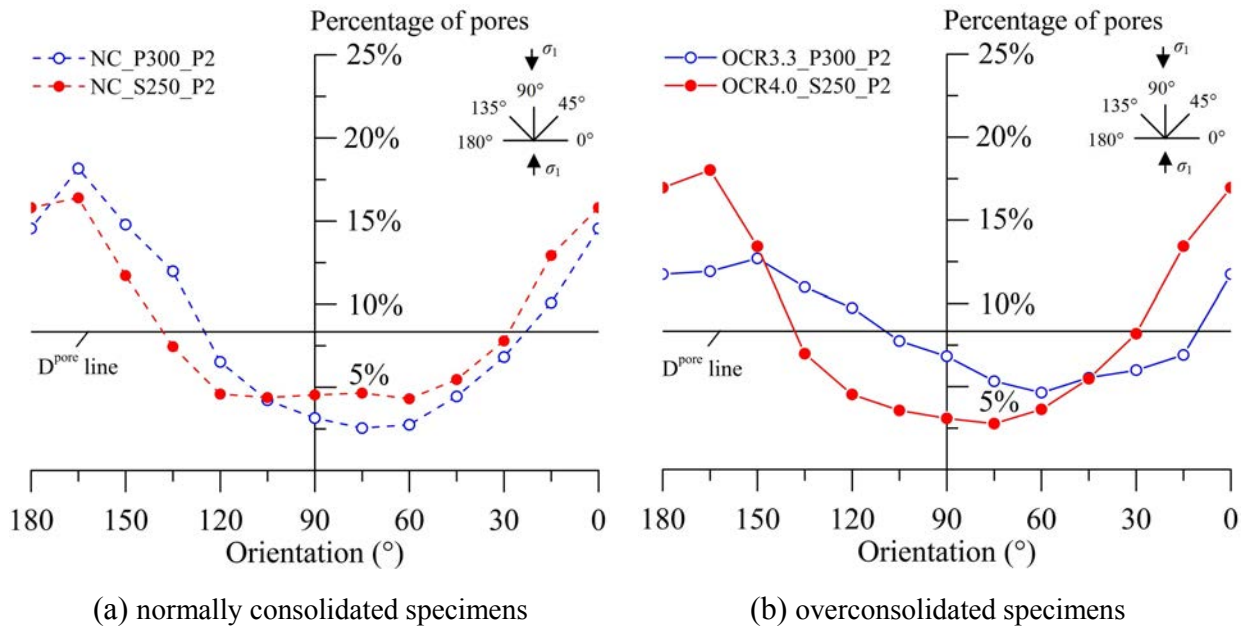 Percentage of pores
NC_P300_P2
NC_S250_P2
25%
20%
15%
10%
5%
σ1
90°
135°
45°
180°
0°
σ1
D^pore line
180 150 120 90 60 30 0
Orientation (°)
(a) normally consolidated specimens
Percentage of pores
OCR3.3_P300_P2
OCR4.0_S250_P2
25%
20%
15%
10%
5%
σ1
90°
135°
45°
180°
0°
σ1
D^pore line
180 150 120 90 60 30 0
Orientation (°)
(b) overconsolidated specimens